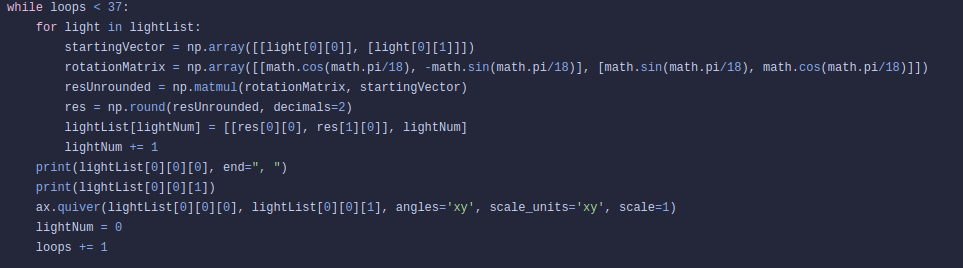 while loops < 37:
    for light in lightList:
        startingVector = np.array([[light[0][0]], [light[0][1]]])
        rotationMatrix = np.array([[math.cos(math.pi/18), -math.sin(math.pi/18)], [math.sin(math.pi/18), math.cos(math.pi/18)]])
        resUnrounded = np.matmul(rotationMatrix, startingVector)
        res = np.round(resUnrounded, decimals=2)
        lightList[lightNum] = [[res[0][0], res[1][0]], lightNum]
        lightNum += 1
    print(lightList[0][0][0], end=", ")
    print(lightList[0][0][1])
    ax.quiver(lightList[0][0][0], lightList[0][0][1], angles='xy', scale_units='xy', scale=1)
    lightNum = 0
    loops += 1